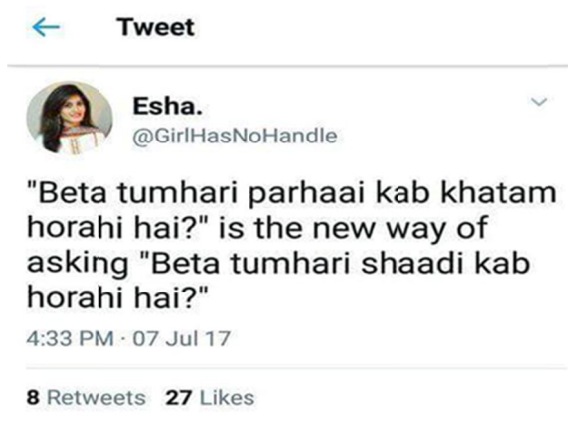 Tweet
Esha.
@GirlHasNoHandle
"Beta tumhari parhaai kab khatam
horahi hai?" is the new way of
asking "Beta tumhari shaadi kab
horahi hai?"
4:33 PM · 07 Jul 17
8 Retweets 27 Likes